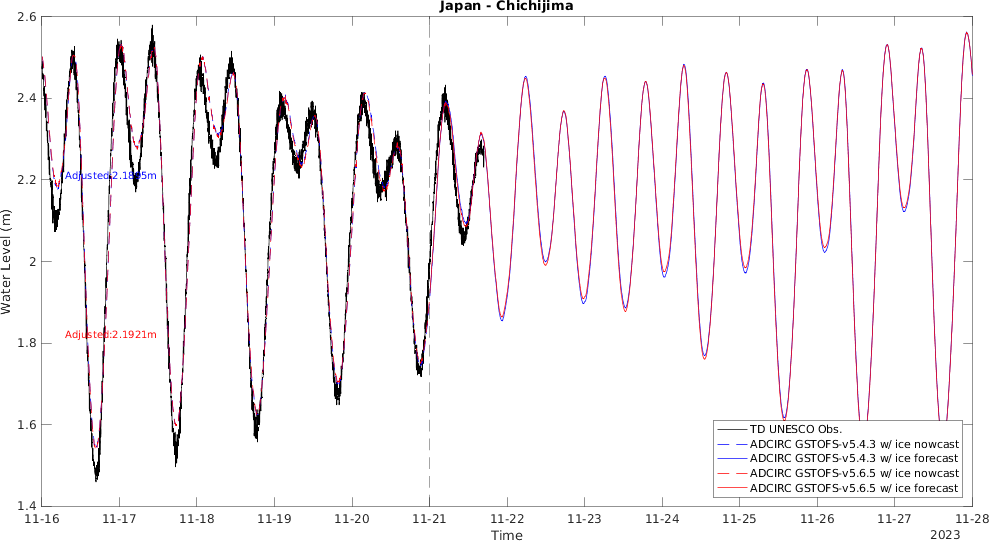 Japan - Chichijima
2.6
2.4
2.2
2
1.8
1.6
1.4
Water Level (m)
Adjusted:2.1895m
Adjusted:2.1921m
TD UNESCO Obs.
ADCIRC GSTOFS-v5.4.3 w/ ice nowcast
ADCIRC GSTOFS-v5.4.3 w/ ice forecast
ADCIRC GSTOFS-v5.6.5 w/ ice nowcast
ADCIRC GSTOFS-v5.6.5 w/ ice forecast
11-16 11-17 11-18 11-19 11-20 11-21 11-22 11-23 11-24 11-25 11-26 11-27 11-28
Time
2023